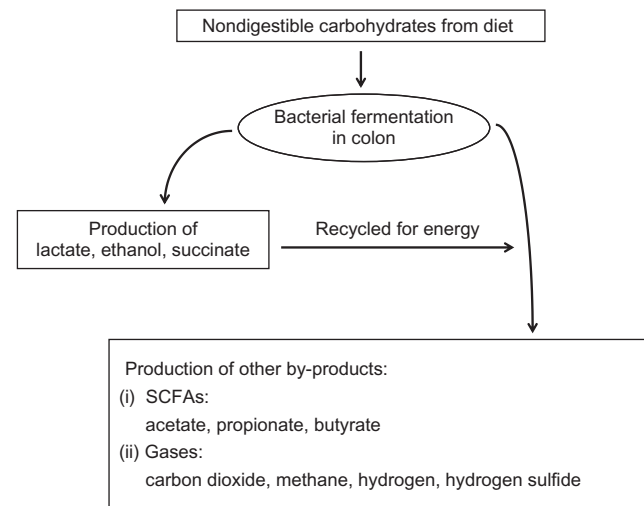 Nondigestible carbohydrates from diet
Bacterial fermentation
in colon
Production of
lactate, ethanol, succinate
Recycled for energy
Production of other by-products:
(i) SCFAs:
acetate, propionate, butyrate
(ii) Gases:
carbon dioxide, methane, hydrogen, hydrogen sulfide